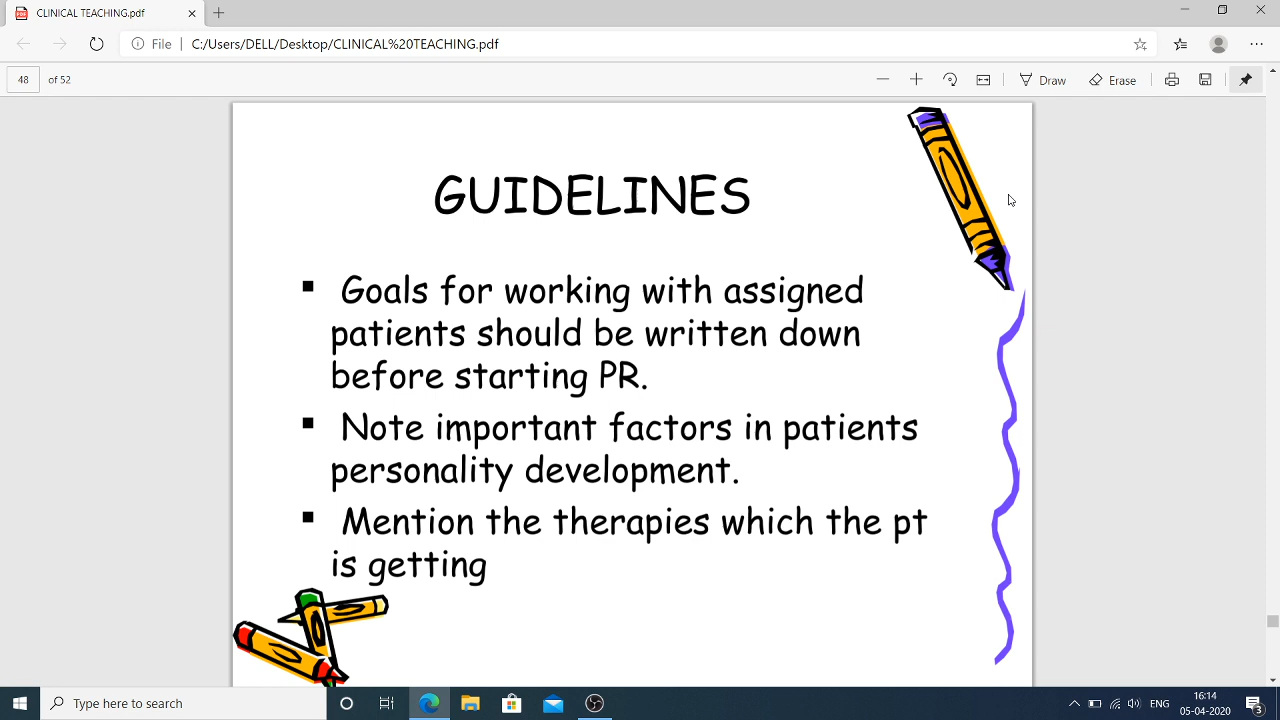 CLINICAL TEACHING.pdf
File
C:/Users/DELL/Desktop/CLINICAL%20TEACHING.pdf
48 of 52
Draw
Erase
GUIDELINES
▪ Goals for working with assigned
patients should be written down
before starting PR.
▪ Note important factors in patients
personality development.
▪ Mention the therapies which the pt
is getting
Type here to search
ENG
16:14
05-04-2020
3